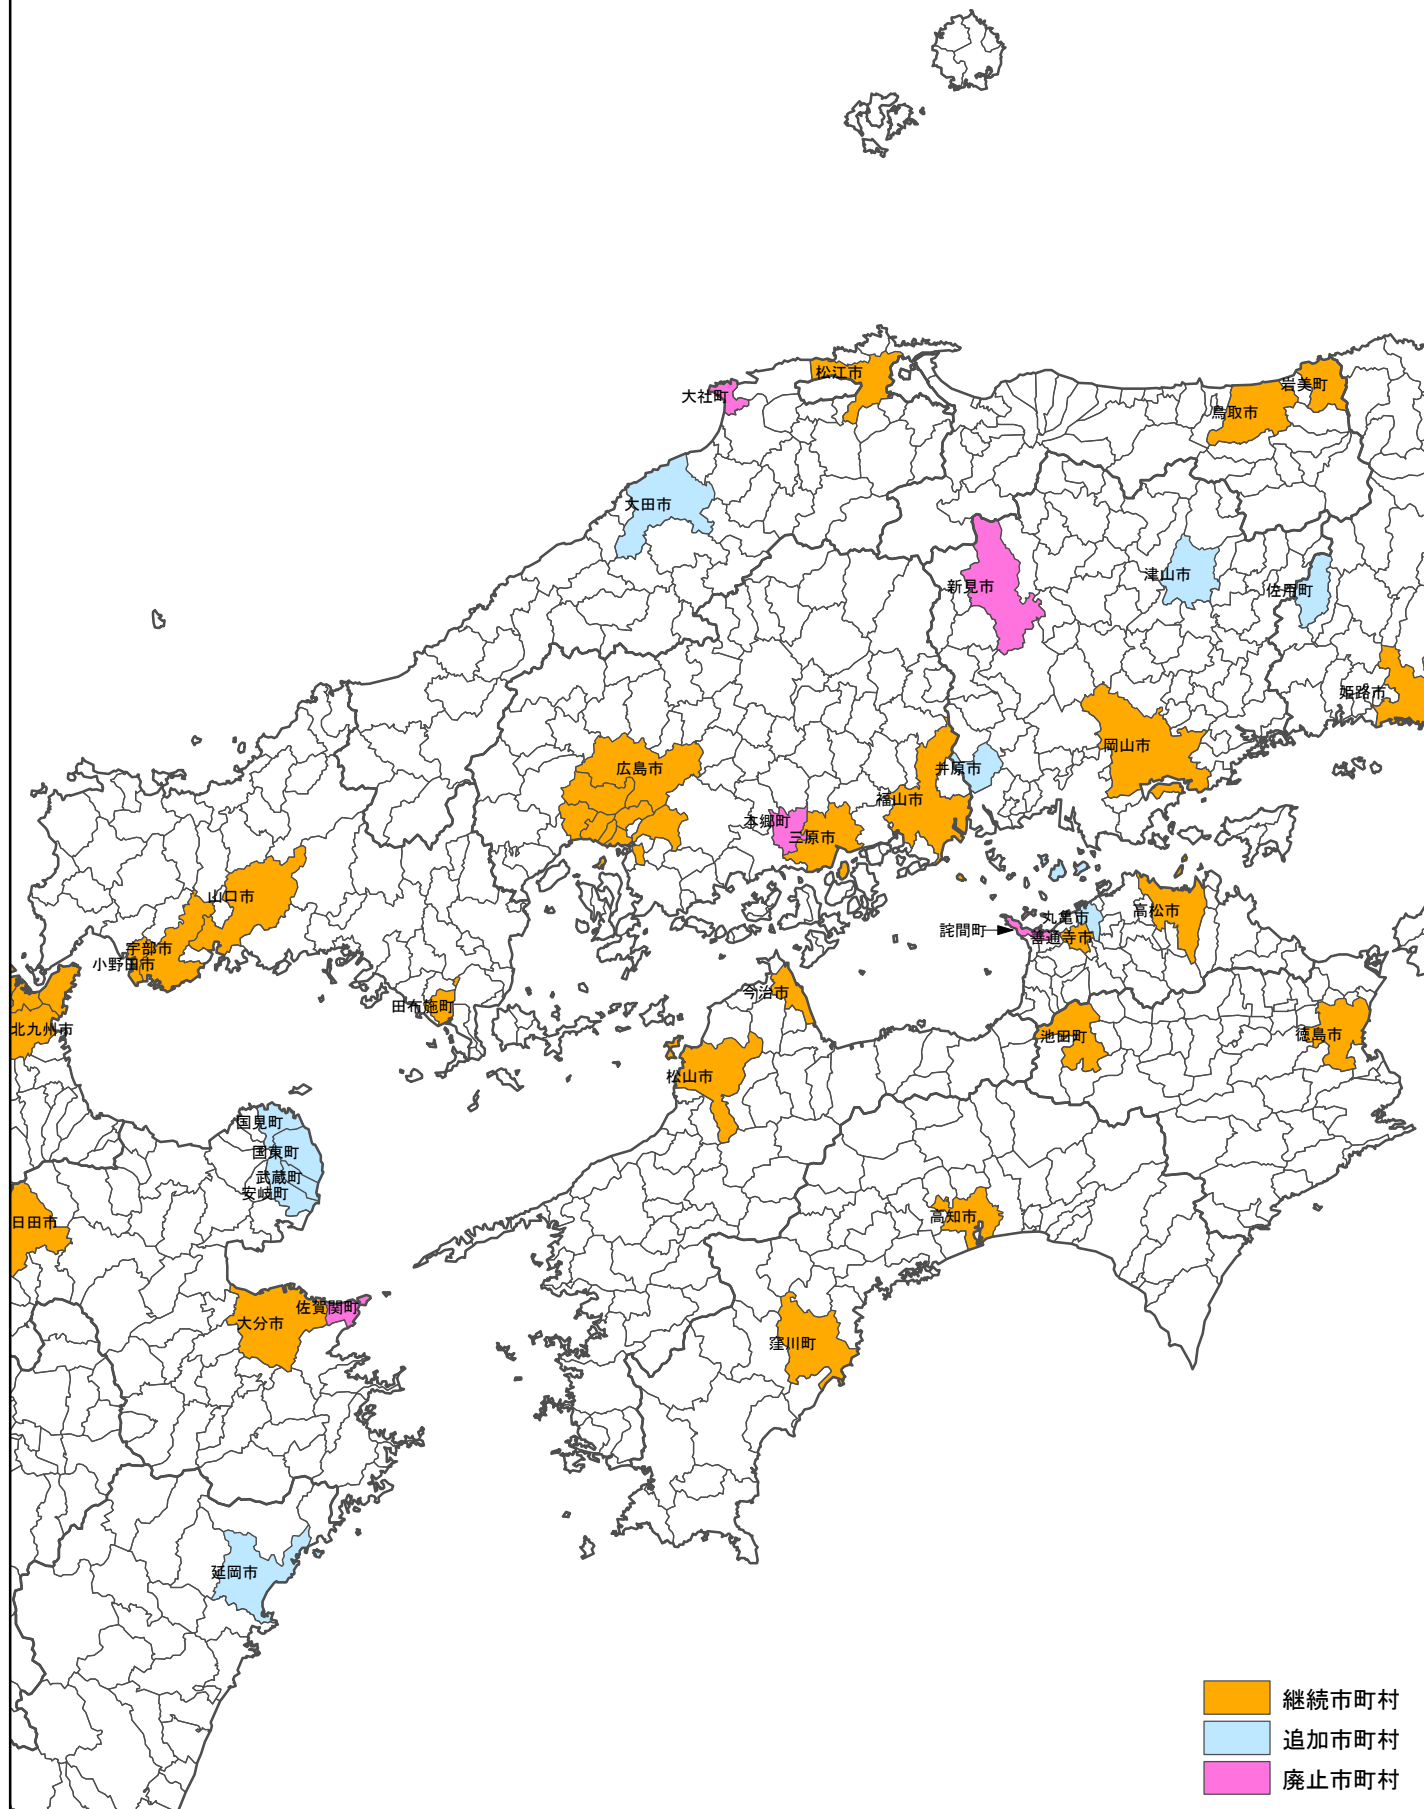 松江市
岩美町
大社町
鳥取市
大田市
津山市
新見市
佐用町
姫路市
岡山市
広島市
井原市
福山市
本郷町
三原市
山口市
高松市
丸亀市
詫間町
善通寺市
宇部市
小野田市
今治市
田布施町
北九州市
徳島市
池田町
松山市
国見町
国東町
武蔵町
安岐町
高知市
日田市
佐賀関町
大分市
窪川町
延岡市
継続市町村
追加市町村
廃止市町村